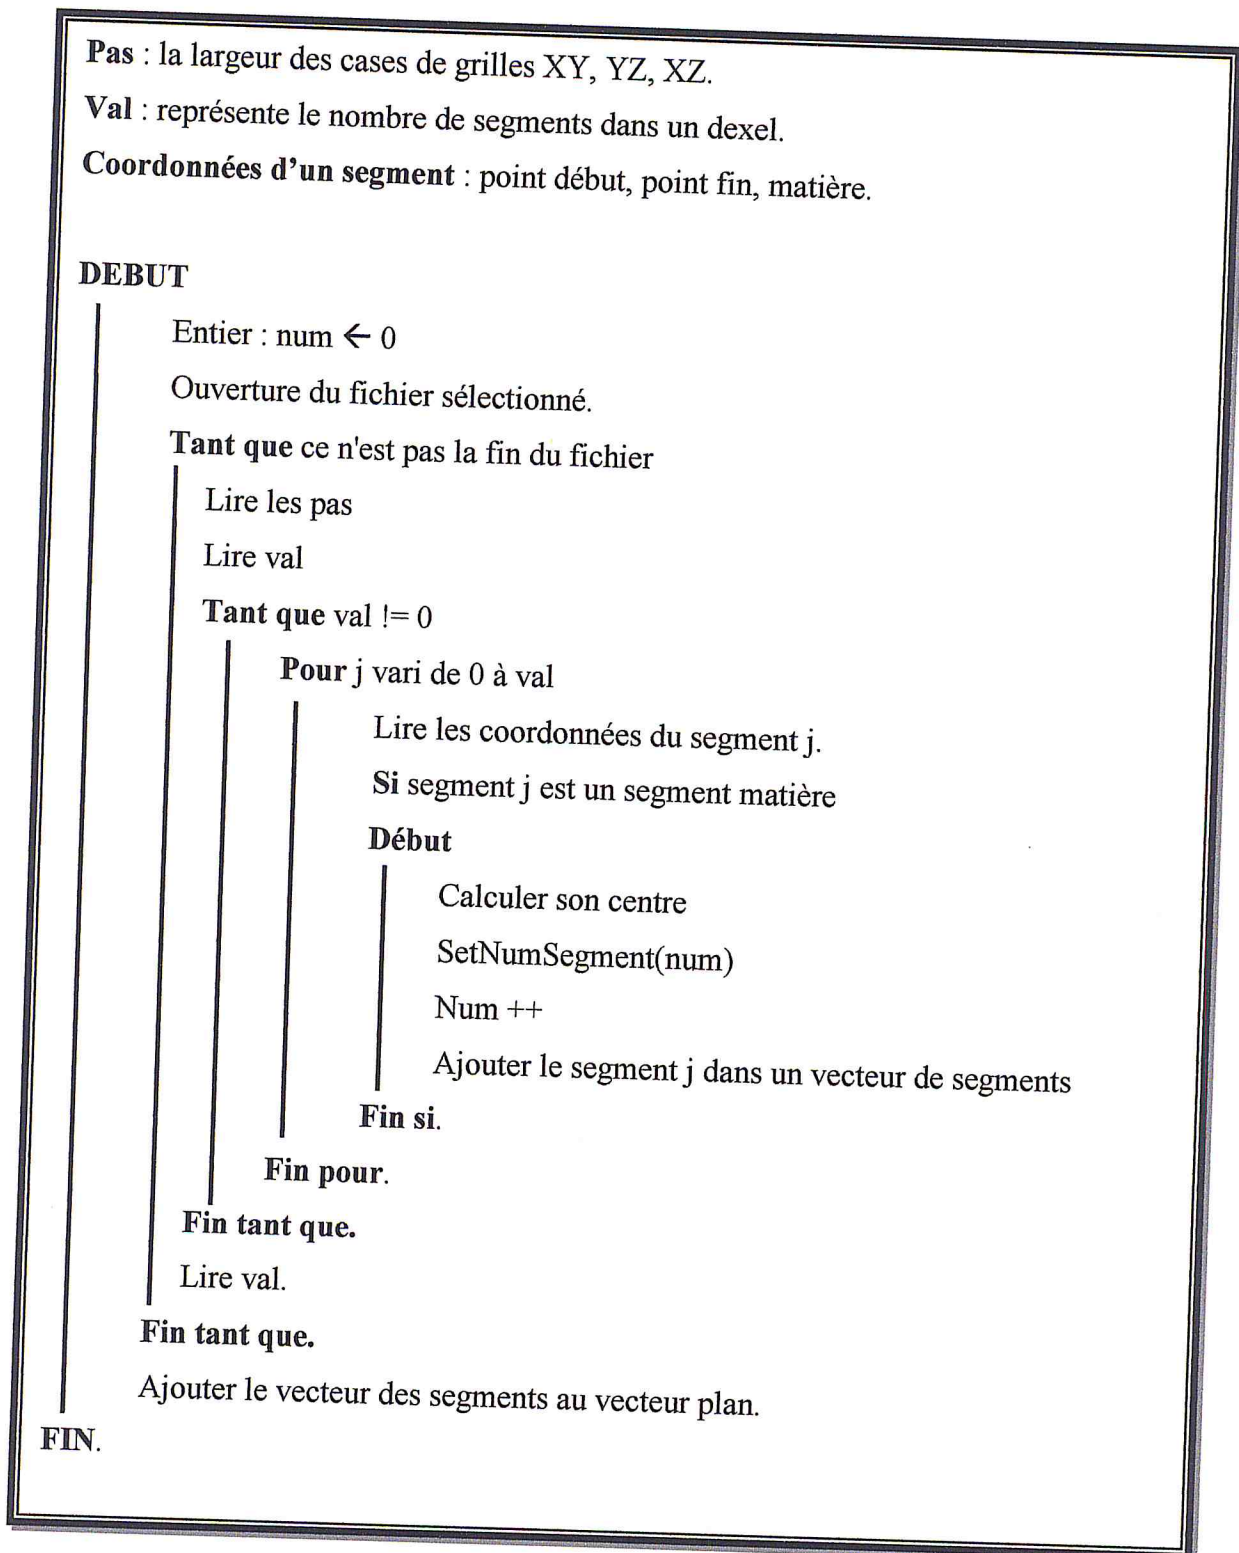 Pas : la largeur des cases de grilles XY, YZ, XZ.
Val : représente le nombre de segments dans un dexel.
Coordonnées d'un segment : point début, point fin, matière.
DEBUT
Entier : num ← 0
Ouverture du fichier sélectionné.
Tant que ce n'est pas la fin du fichier
Lire les pas
Lire val
Tant que val != 0
Pour j vari de 0 à val
Lire les coordonnées du segment j.
Si segment j est un segment matière
Début
Calculer son centre
SetNumSegment(num)
Num ++
Ajouter le segment j dans un vecteur de segments
Fin si.
Fin pour.
Fin tant que.
Lire val.
Fin tant que.
Ajouter le vecteur des segments au vecteur plan.
FIN.